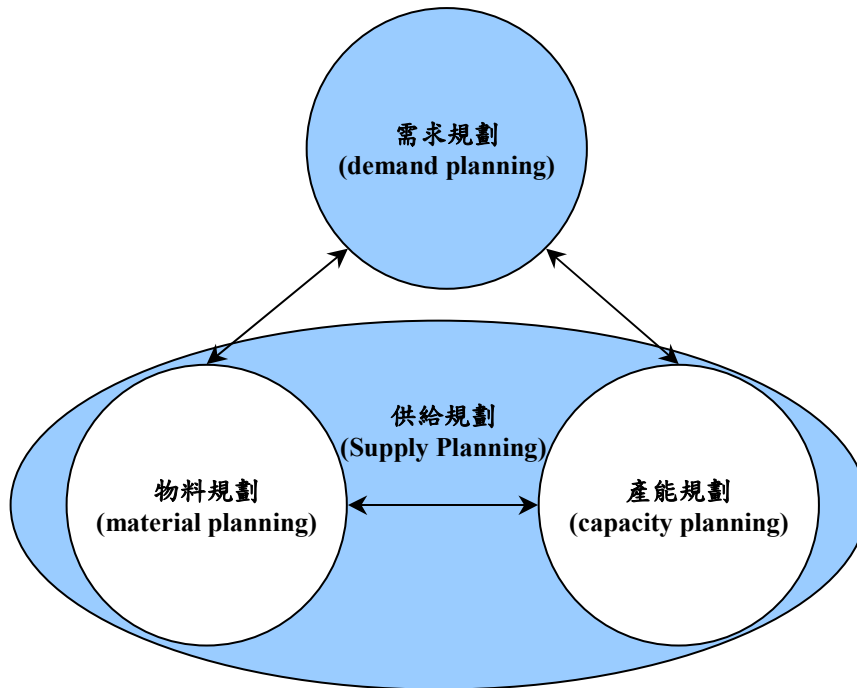 需求規劃
(demand planning)
供給規劃
(Supply Planning)
物料規劃
(material planning)
產能規劃
(capacity planning)